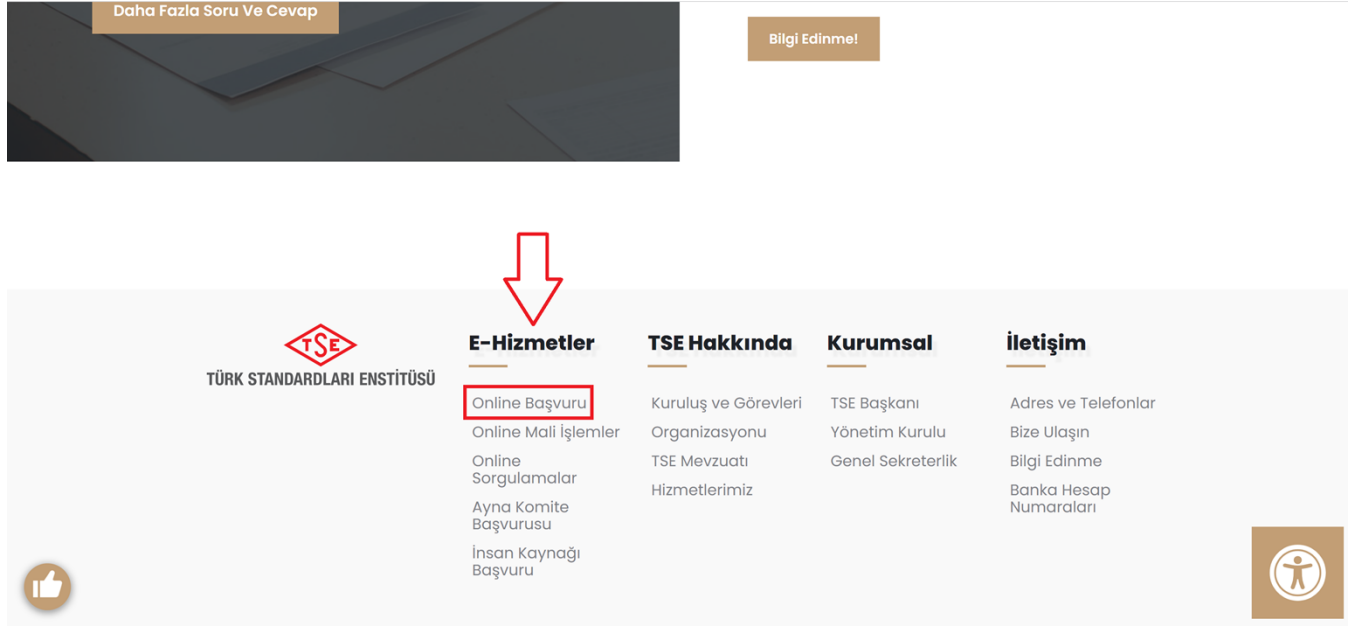 Daha Fazla Soru Ve Cevap
Bilgi Edinme!
TSE
TÜRK STANDARDLARI ENSTİTÜSÜ
E-Hizmetler
Online Başvuru
Online Mali İşlemler
Online
Sorgulamalar
Ayna Komite
Başvurusu
İnsan Kaynağı
Başvuru
TSE Hakkında
Kuruluş ve Görevleri
Organizasyonu
TSE Mevzuatı
Hizmetlerimiz
Kurumsal
TSE Başkanı
Yönetim Kurulu
Genel Sekreterlik
İletişim
Adres ve Telefonlar
Bize Ulaşın
Bilgi Edinme
Banka Hesap
Numaraları